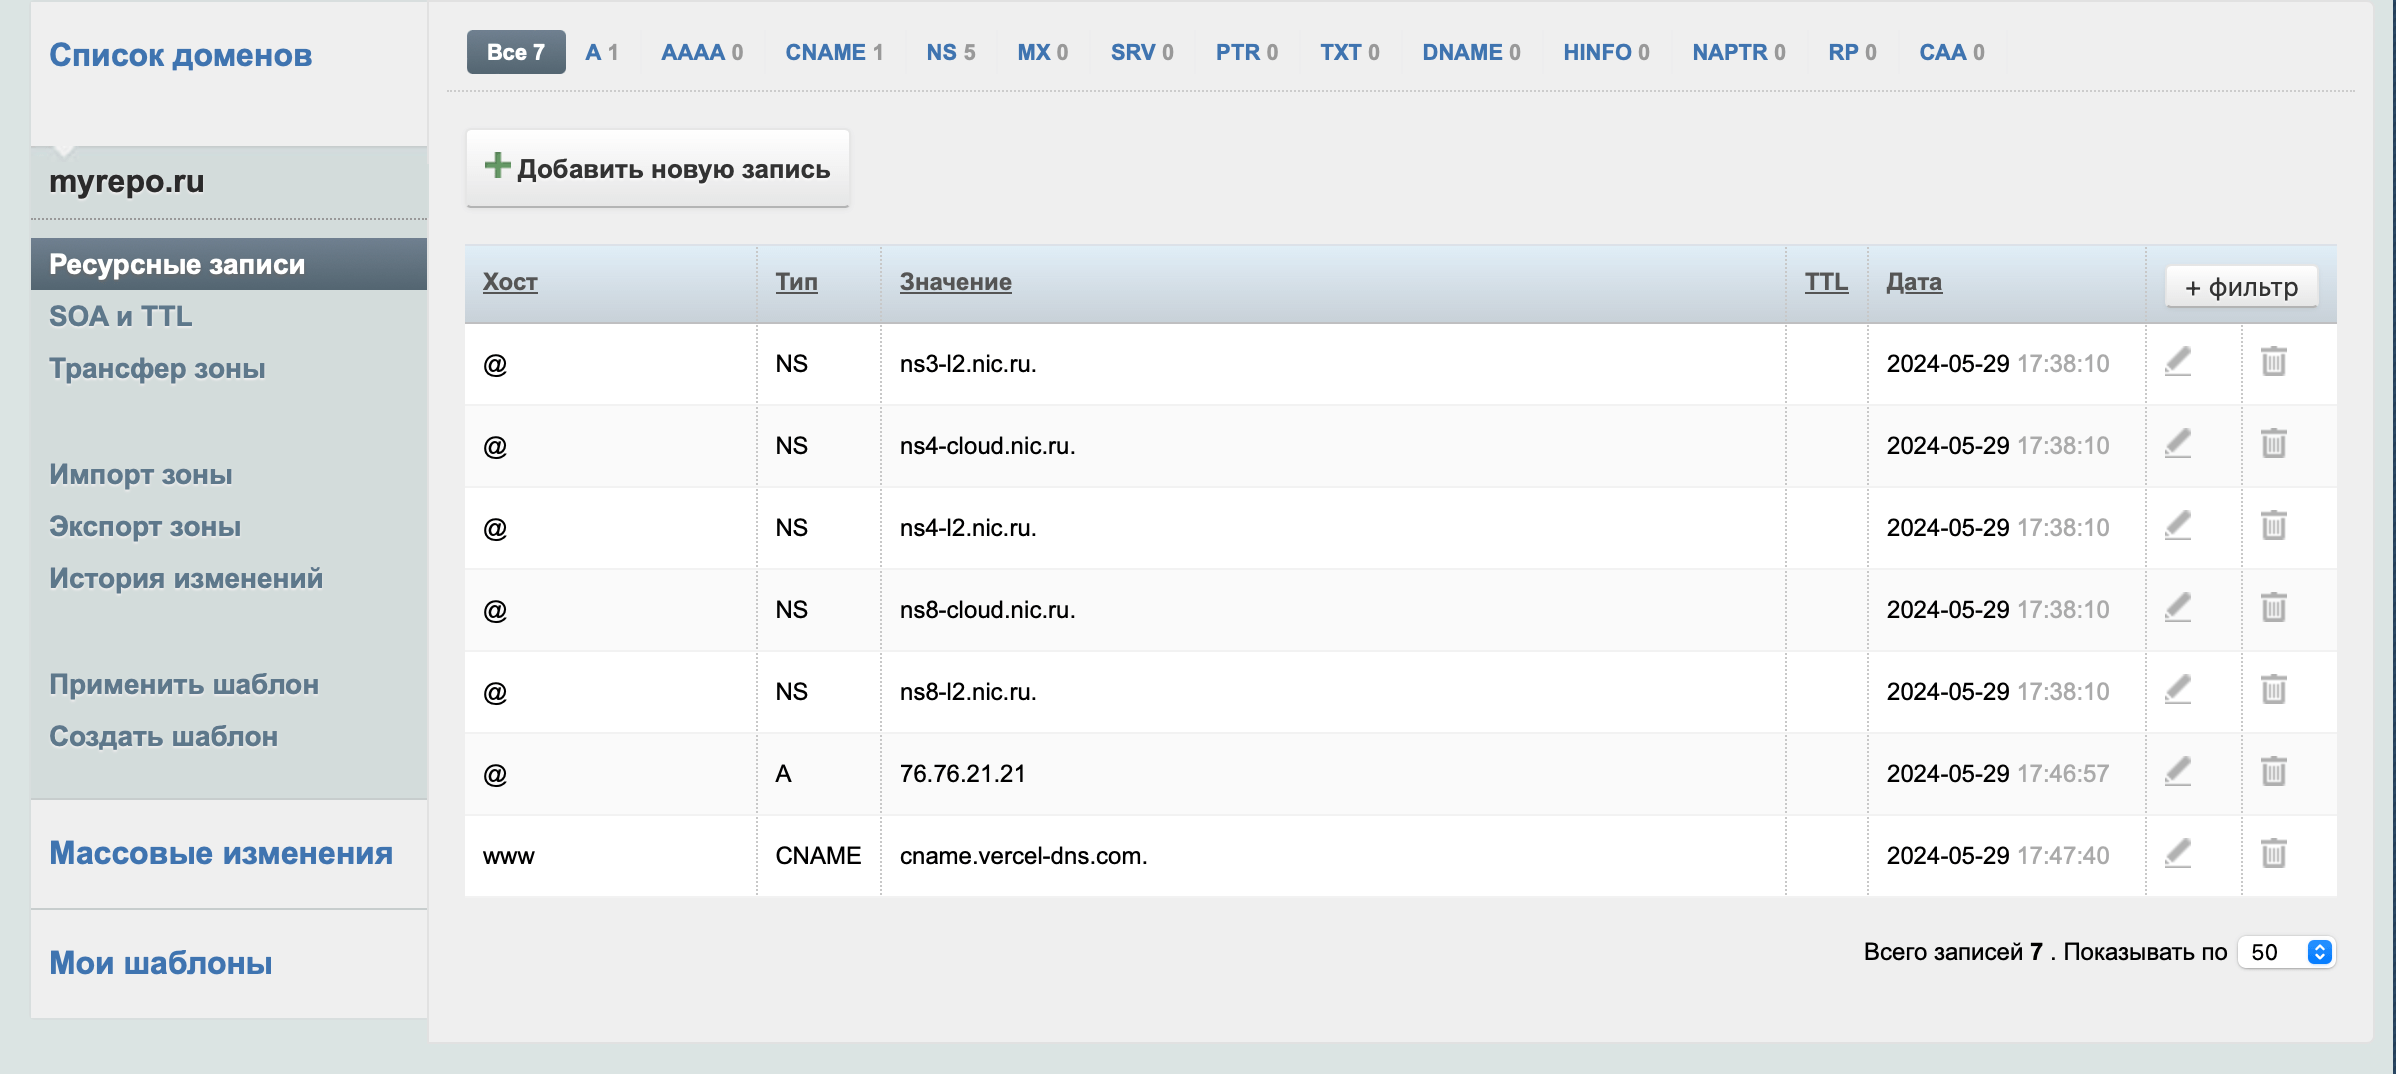 Список доменов
myrepo.ru
Ресурсные записи
SOA и TTL
Трансфер зоны
Импорт зоны
Экспорт зоны
История изменений
Применить шаблон
Создать шаблон
Массовые изменения
Мои шаблоны
Все 7 A 1 AAAA 0 CNAME 1 NS 5 MX 0 SRV 0 PTR 0 TXT 0 DNAME 0 HINFO 0 NAPTR 0 RP 0 CAA 0
Добавить новую запись
Хост Тип Значение TTL Дата + фильтр
@ NS ns3-l2.nic.ru. 2024-05-29 17:38:10
@ NS ns4-cloud.nic.ru. 2024-05-29 17:38:10
@ NS ns4-l2.nic.ru. 2024-05-29 17:38:10
@ NS ns8-cloud.nic.ru. 2024-05-29 17:38:10
@ NS ns8-l2.nic.ru. 2024-05-29 17:38:10
@ A 76.76.21.21 2024-05-29 17:46:57
www CNAME cname.vercel-dns.com. 2024-05-29 17:47:40
Всего записей 7 . Показывать по 50